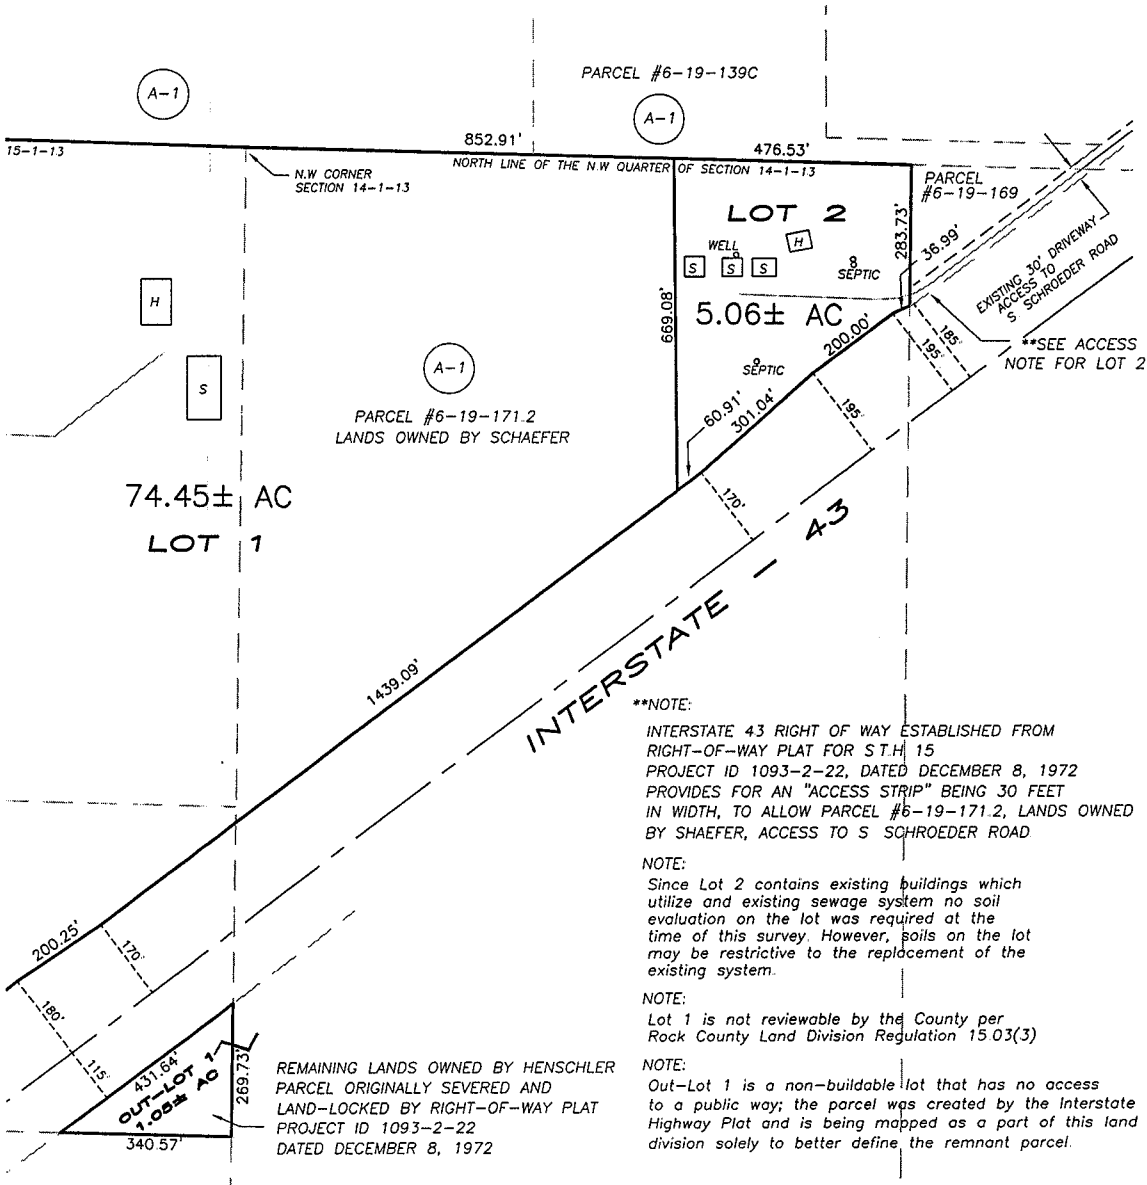 PARCEL #6-19-139C
A-1
A-1
852.91'
476.53'
15-1-13
NORTH LINE OF THE N.W QUARTER OF SECTION 14-1-13
N.W CORNER
SECTION 14-1-13
PARCEL
#6-19-169
LOT 2
WELL
H
S
S
S
8
SEPTIC
283.73'
36.99'
EXISTING 30' DRIVEWAY
ACCESS TO
S SCHROEDER ROAD
H
5.06± AC
669.08'
200.00'
195'
185'
**SEE ACCESS
NOTE FOR LOT 2
S
A-1
SEPTIC
PARCEL #6-19-171.2
LANDS OWNED BY SCHAEFER
60.91'
301.04'
195'
74.45± AC
LOT 1
170'
INTERSTATE - 43
1439.09'
**NOTE:
INTERSTATE 43 RIGHT OF WAY ESTABLISHED FROM
RIGHT-OF-WAY PLAT FOR S T.H 15
PROJECT ID 1093-2-22, DATED DECEMBER 8, 1972
PROVIDES FOR AN "ACCESS STRIP" BEING 30 FEET
IN WIDTH, TO ALLOW PARCEL #6-19-171.2, LANDS OWNED
BY SHAEFER, ACCESS TO S SCHROEDER ROAD
NOTE:
Since Lot 2 contains existing buildings which
utilize and existing sewage system no soil
evaluation on the lot was required at the
time of this survey. However, soils on the lot
may be restrictive to the replacement of the
existing system.
NOTE:
Lot 1 is not reviewable by the County per
Rock County Land Division Regulation 15.03(3)
NOTE:
Out-Lot 1 is a non-buildable lot that has no access
to a public way; the parcel was created by the Interstate
Highway Plat and is being mapped as a part of this land
division solely to better define the remnant parcel.
200.25'
170'
180'
115'
431.64'
OUT-LOT 1
1.05± AC
269.73'
340.57'
REMAINING LANDS OWNED BY HENSCHLER
PARCEL ORIGINALLY SEVERED AND
LAND-LOCKED BY RIGHT-OF-WAY PLAT
PROJECT ID 1093-2-22
DATED DECEMBER 8, 1972